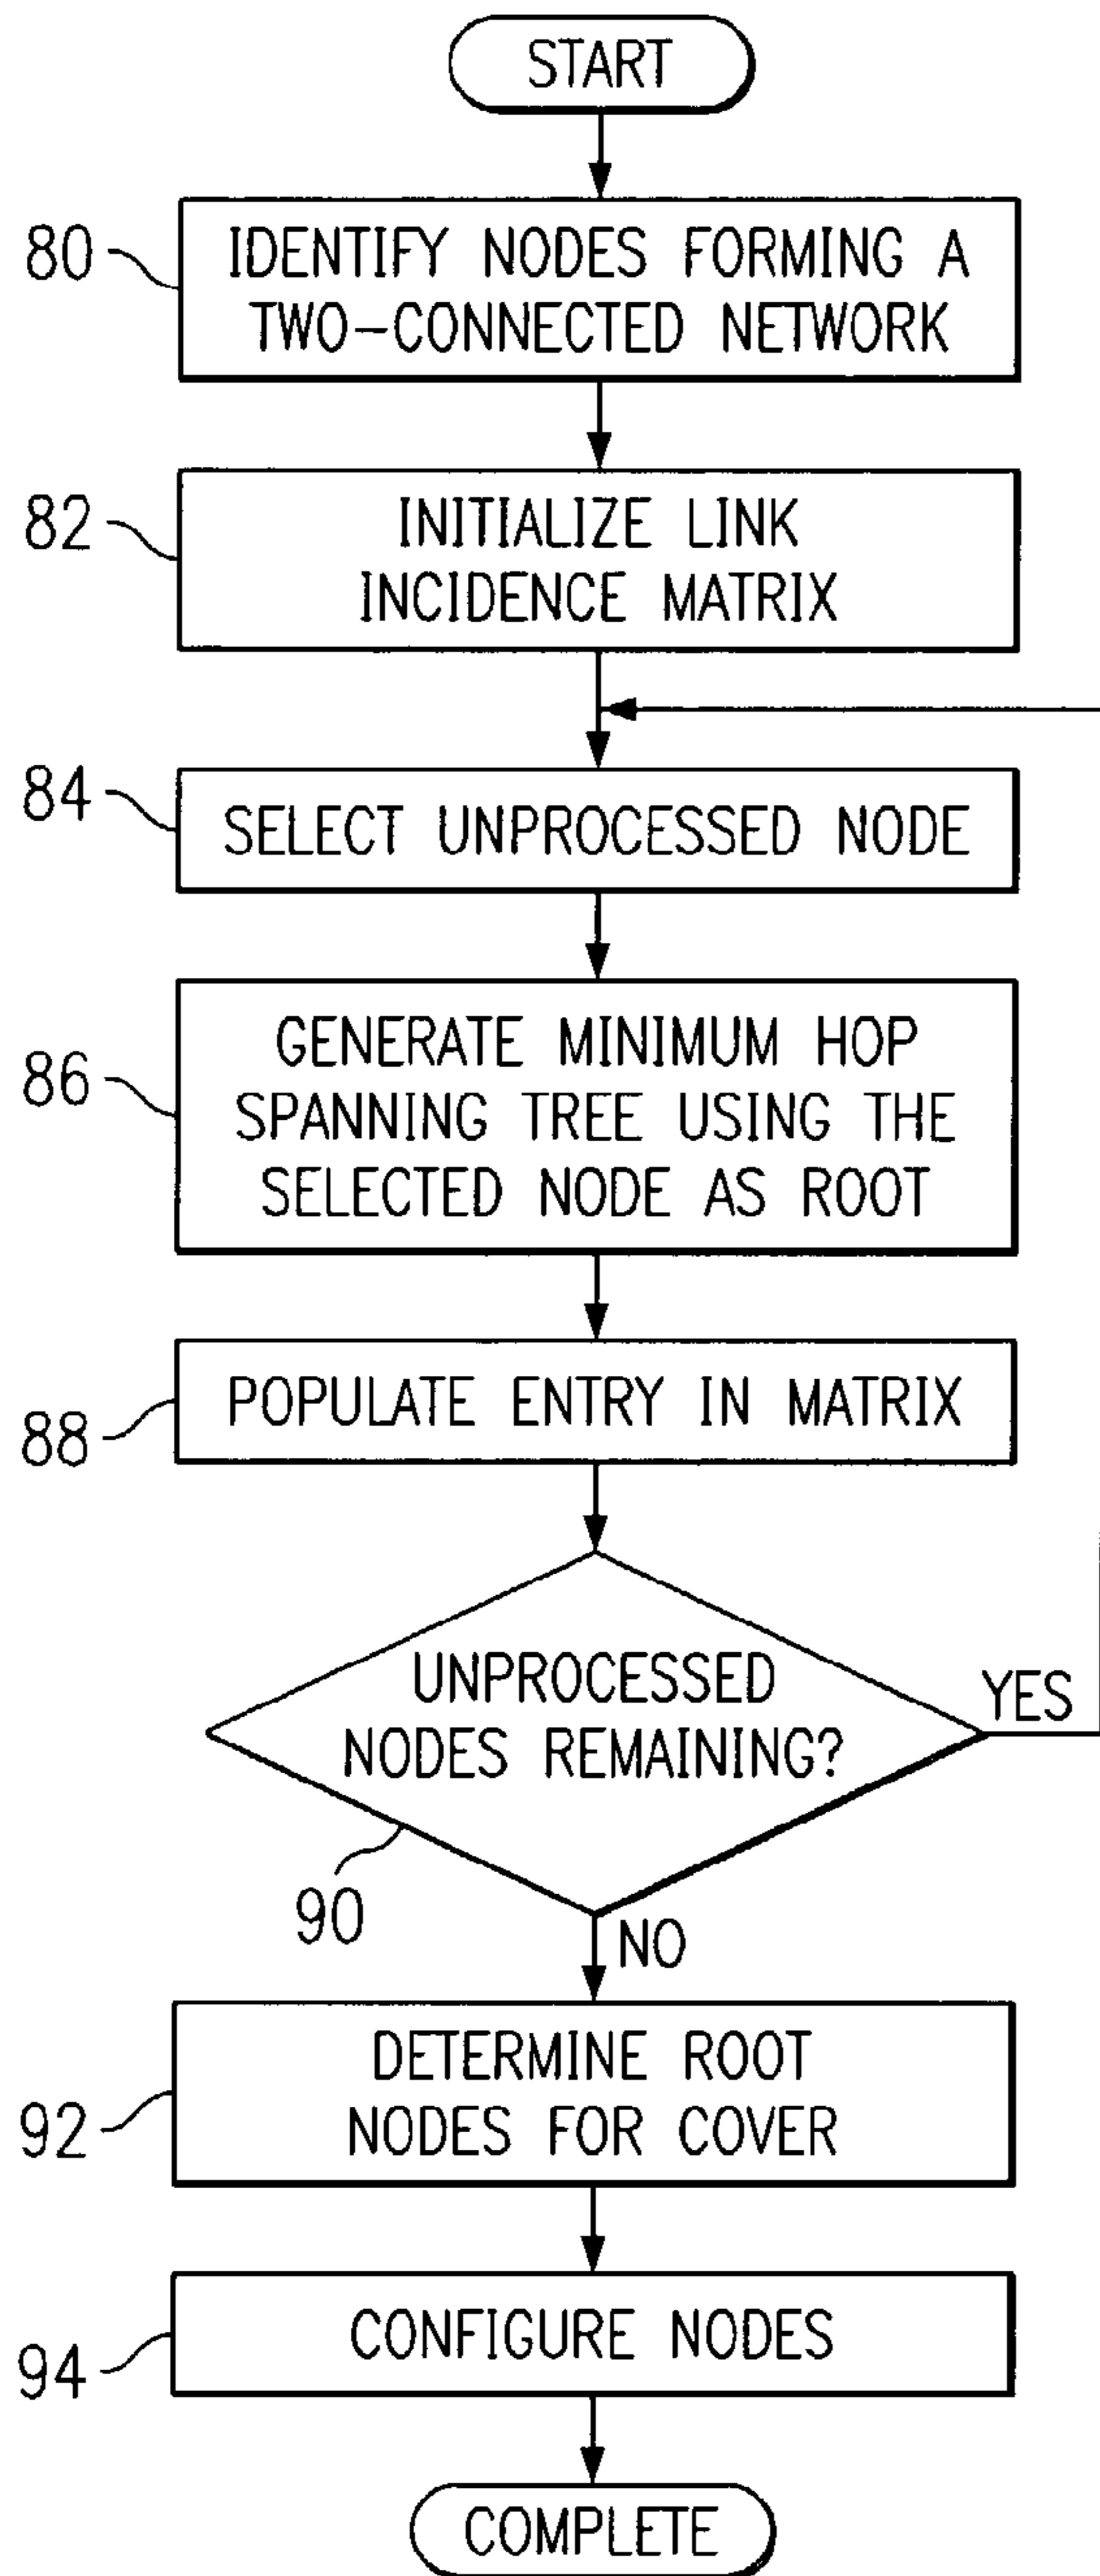 START
80
IDENTIFY NODES FORMING A
TWO-CONNECTED NETWORK
82
INITIALIZE LINK
INCIDENCE MATRIX
84
SELECT UNPROCESSED NODE
86
GENERATE MINIMUM HOP
SPANNING TREE USING THE
SELECTED NODE AS ROOT
88
POPULATE ENTRY IN MATRIX
UNPROCESSED
NODES REMAINING?
YES
90
NO
92
DETERMINE ROOT
NODES FOR COVER
94
CONFIGURE NODES
COMPLETE